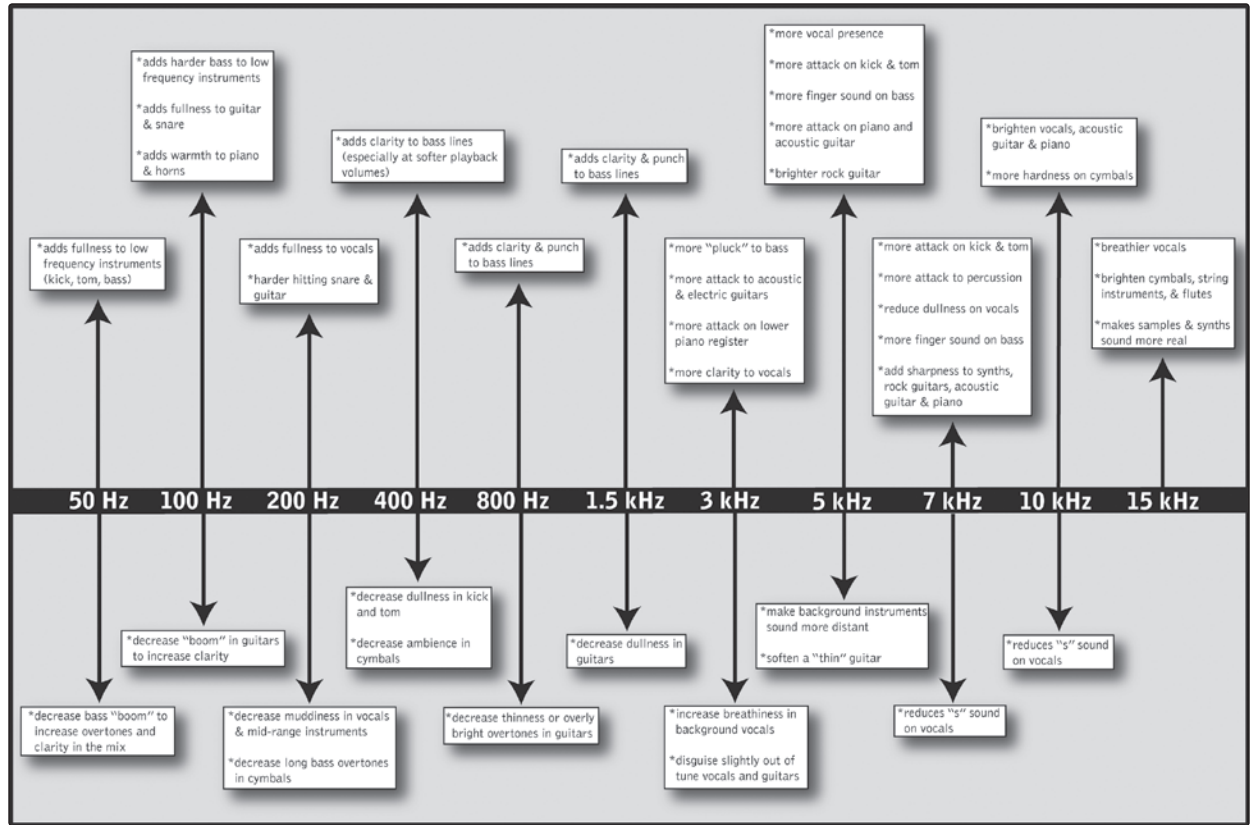 *adds fullness to low
frequency instruments
(kick, tom, bass)
*adds harder bass to low
frequency instruments
*adds fullness to guitar
& snare
*adds warmth to piano
& horns
*adds fullness to vocals
*harder hitting snare &
guitar
*adds clarity to bass lines
(especially at softer playback
volumes)
*adds clarity & punch
to bass lines
*adds clarity & punch
to bass lines
*more "pluck" to bass
*more attack to acoustic
& electric guitars
*more attack on lower
piano register
*more clarity to vocals
*more vocal presence
*more attack on kick & tom
*more finger sound on bass
*more attack on piano and
acoustic guitar
*brighter rock guitar
*more attack on kick & tom
*more attack to percussion
*reduce dullness on vocals
*more finger sound on bass
*add sharpness to synths,
rock guitars, acoustic
guitar & piano
*brighten vocals, acoustic
guitar & piano
*more hardness on cymbals
*breathier vocals
*brighten cymbals, string
instruments, & flutes
*makes samples & synths
sound more real
50 Hz 100 Hz 200 Hz 400 Hz 800 Hz 1.5 kHz 3 kHz 5 kHz 7 kHz 10 kHz 15 kHz
*decrease bass "boom" to
increase overtones and
clarity in the mix
*decrease "boom" in guitars
to increase clarity
*decrease muddiness in vocals
& mid-range instruments
*decrease long bass overtones
in cymbals
*decrease dullness in kick
and tom
*decrease ambience in
cymbals
*decrease thinness or overly
bright overtones in guitars
*decrease dullness in
guitars
*increase breathiness in
background vocals
*disguise slightly out of
tune vocals and guitars
*make background instruments
sound more distant
*soften a "thin" guitar
*reduces "s" sound
on vocals
*reduces "s" sound
on vocals